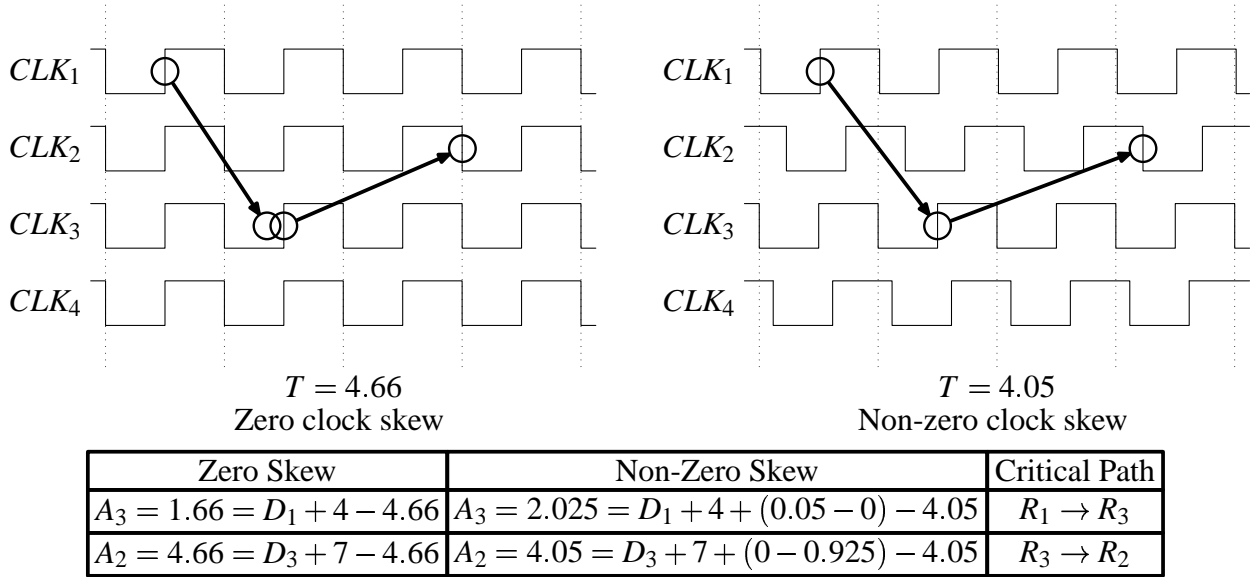 CLK1
CLK2
CLK3
CLK4
T = 4.66
Zero clock skew
CLK1
CLK2
CLK3
CLK4
T = 4.05
Non-zero clock skew
Zero Skew Non-Zero Skew Critical Path
A3 = 1.66 = D1 + 4 − 4.66 A3 = 2.025 = D1 + 4 + (0.05 − 0) − 4.05 R1 → R3
A2 = 4.66 = D3 + 7 − 4.66 A2 = 4.05 = D3 + 7 + (0 − 0.925) − 4.05 R3 → R2